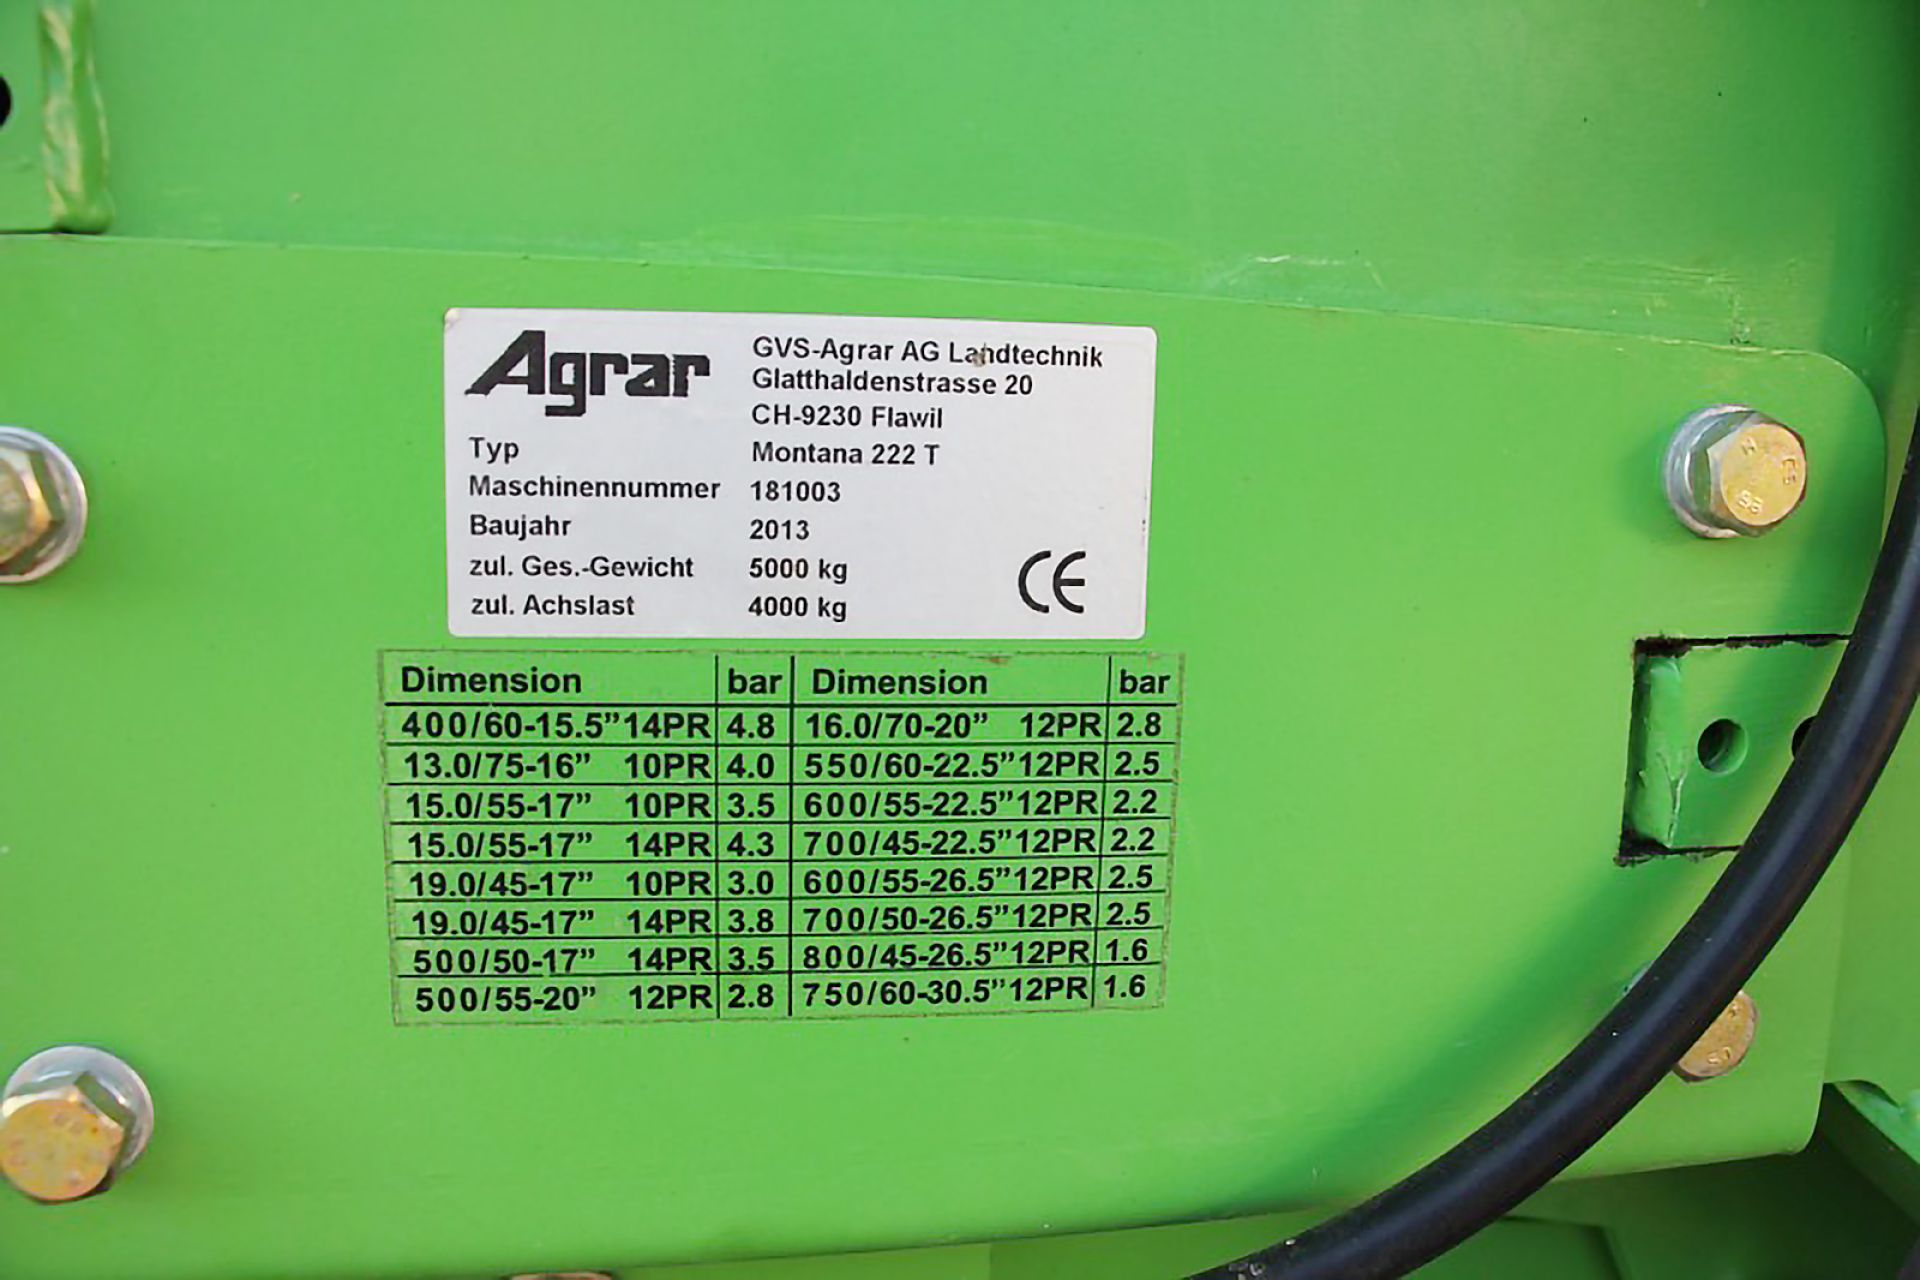 Agrar
GVS-Agrar AG Landtechnik
Glatthaldenstrasse 20
CH-9230 Flawil
Typ Montana 222 T
Maschinennummer 181003
Baujahr 2013
zul. Ges.-Gewicht 5000 kg
zul. Achslast 4000 kg
CE
Dimension bar Dimension bar
400/60-15.5” 14PR 4.8 16.0/70-20” 12PR 2.8
13.0/75-16” 10PR 4.0 550/60-22.5” 12PR 2.5
15.0/55-17” 10PR 3.5 600/55-22.5” 12PR 2.2
15.0/55-17” 14PR 4.3 700/45-22.5” 12PR 2.2
19.0/45-17” 10PR 3.0 600/55-26.5” 12PR 2.5
19.0/45-17” 14PR 3.8 700/50-26.5” 12PR 2.5
500/50-17” 14PR 3.5 800/45-26.5” 12PR 1.6
500/55-20” 12PR 2.8 750/60-30.5” 12PR 1.6